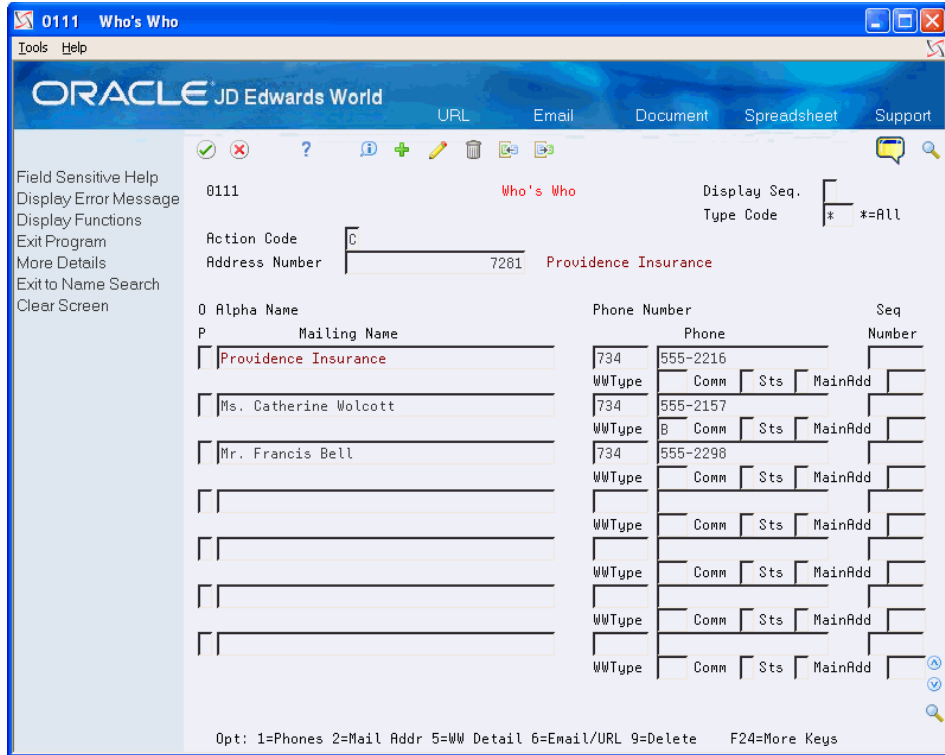 0111 Who's Who
Tools Help
ORACLE JD Edwards World
URL Email Document Spreadsheet Support
Field Sensitive Help
Display Error Message
Display Functions
Exit Program
More Details
Exit to Name Search
Clear Screen
0111 Who's Who Display Seq.
Type Code * *=All
Action Code C
Address Number 7281 Providence Insurance
O Alpha Name Phone Number Seq
P Mailing Name Phone Number
Providence Insurance 734 555-2216
WWType Comm Sts MainAdd
Ms. Catherine Wolcott 734 555-2157
WWType B Comm Sts MainAdd
Mr. Francis Bell 734 555-2298
WWType Comm Sts MainAdd
WWType Comm Sts MainAdd
WWType Comm Sts MainAdd
WWType Comm Sts MainAdd
WWType Comm Sts MainAdd
Opt: 1=Phones 2=Mail Addr 5=WW Detail 6=Email/URL 9=Delete F24=More Keys